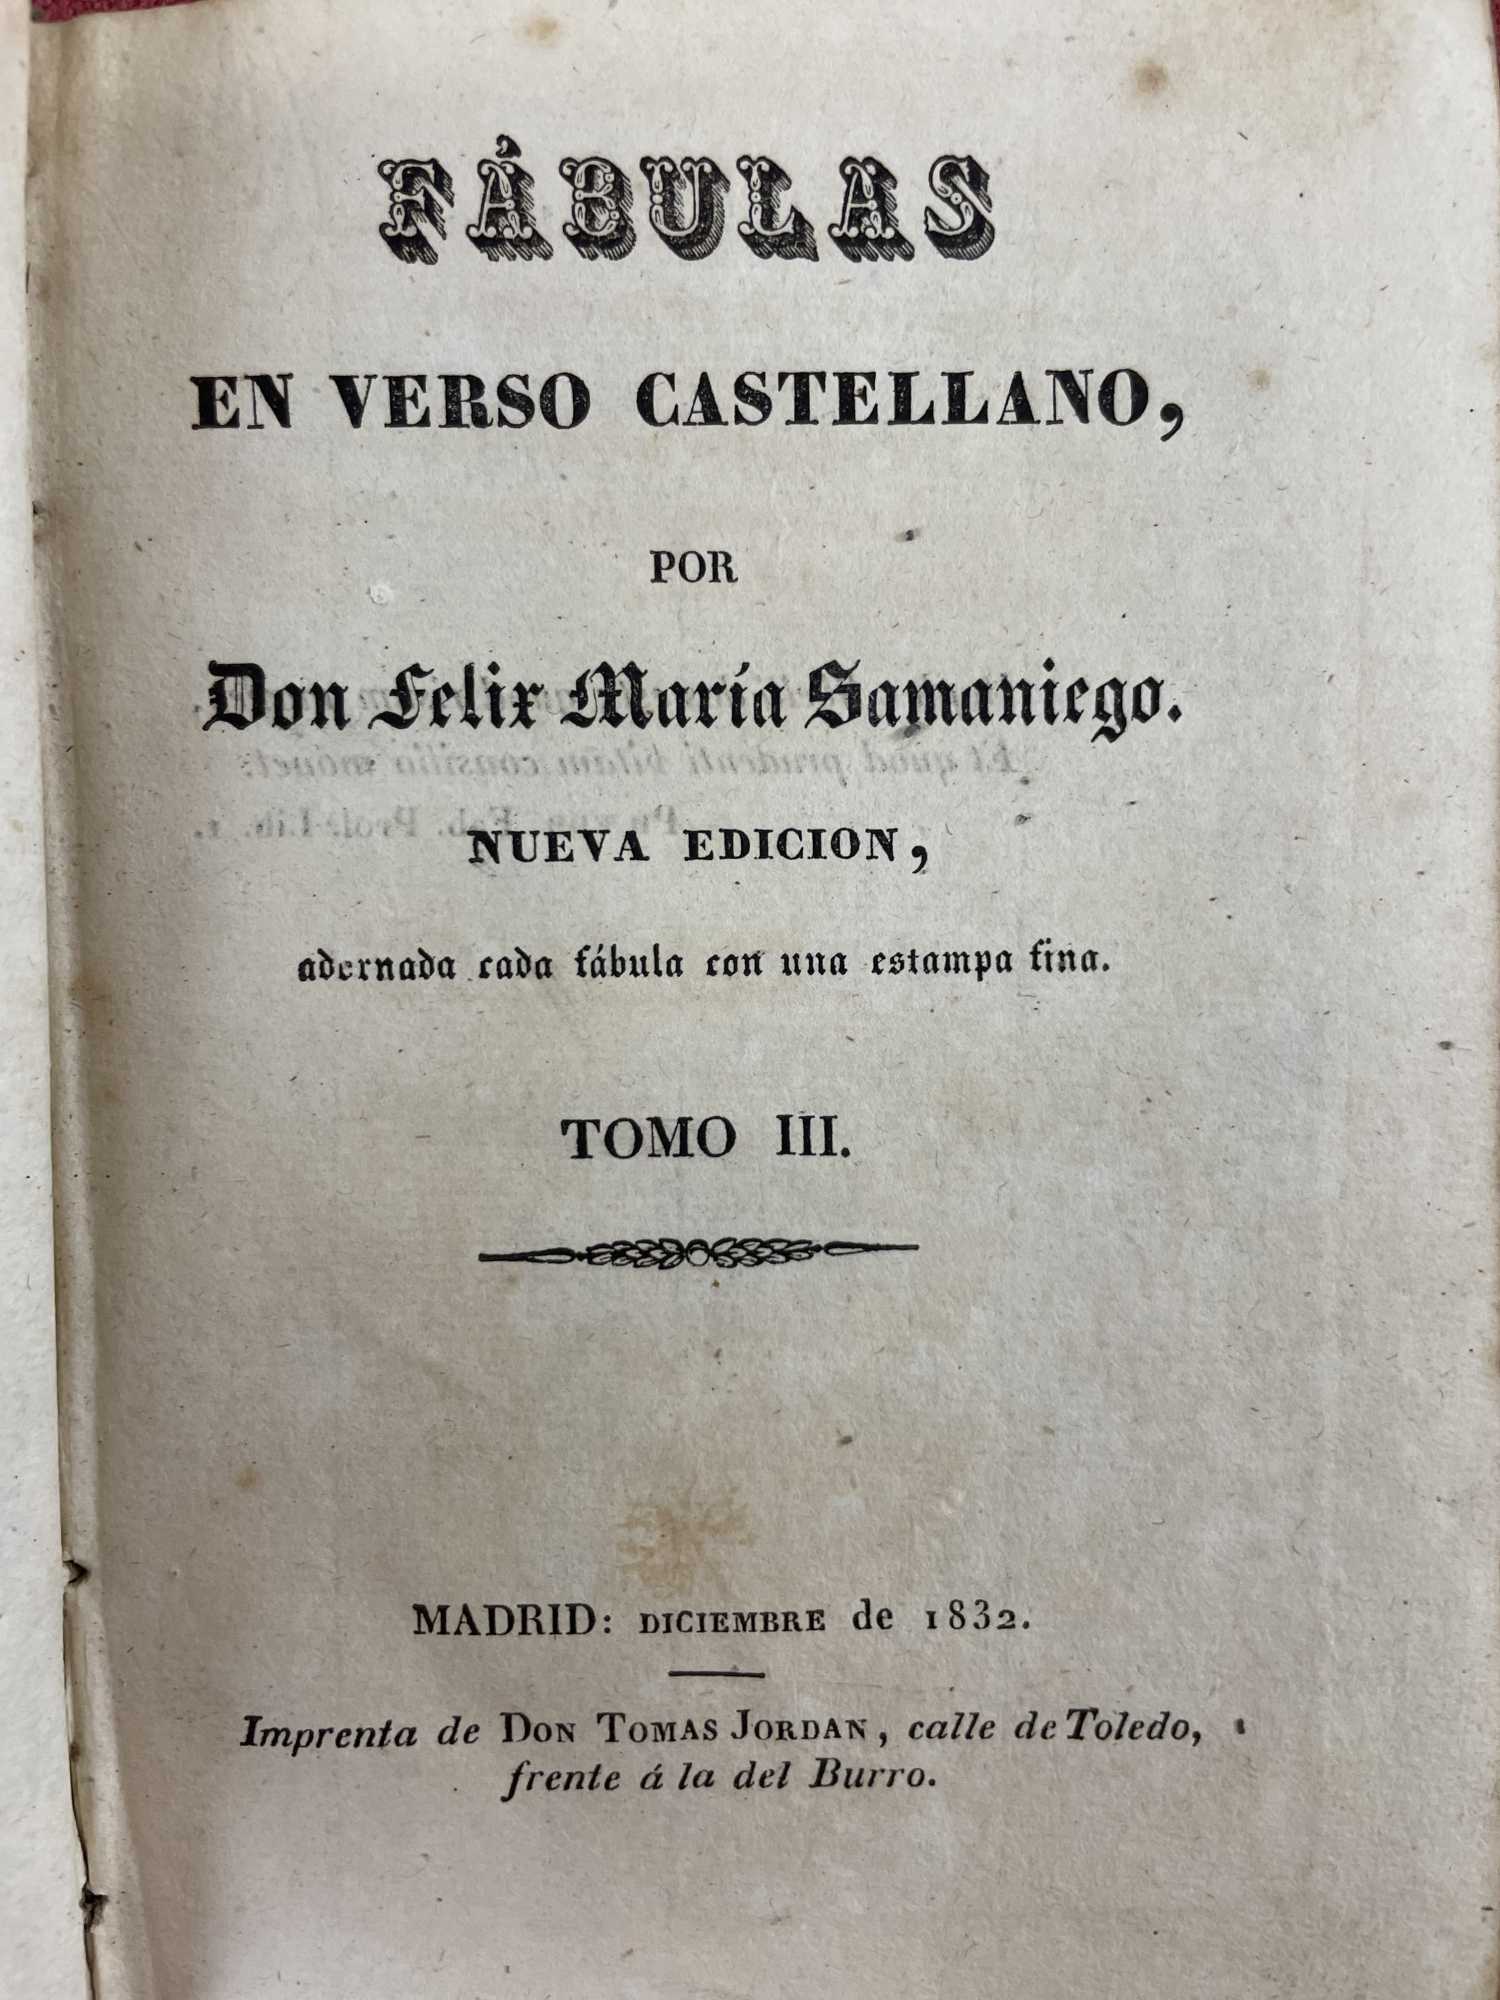 FÁBULAS
EN VERSO CASTELLANO,
POR
Don Felix María Samaniego.
NUEVA EDICION,
adornada cada fábula con una estampa fina.
TOMO III.
MADRID: DICIEMBRE de 1832.
Imprenta de DON TOMAS JORDAN, calle de Toledo,
frente á la del Burro.